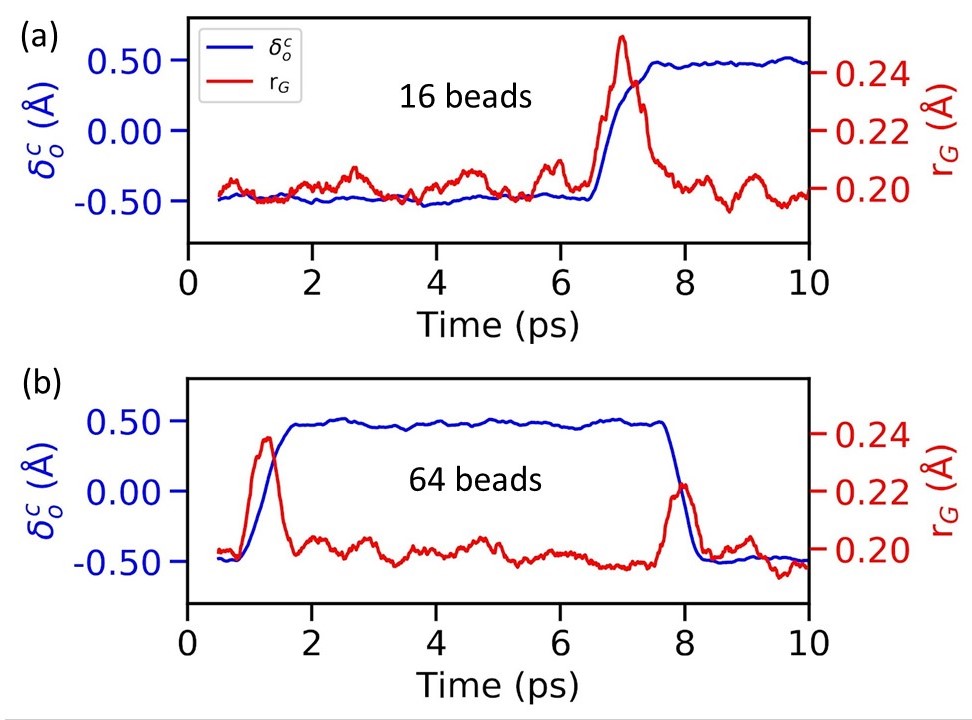 (a)
δ_o^c (Å)
0.50
0.00
-0.50
δ_o^c
r_G
16 beads
0.24
0.22
0.20
r_G (Å)
0 2 4 6 8 10
Time (ps)
(b)
δ_o^c (Å)
0.50
0.00
-0.50
64 beads
0.24
0.22
0.20
r_G (Å)
0 2 4 6 8 10
Time (ps)